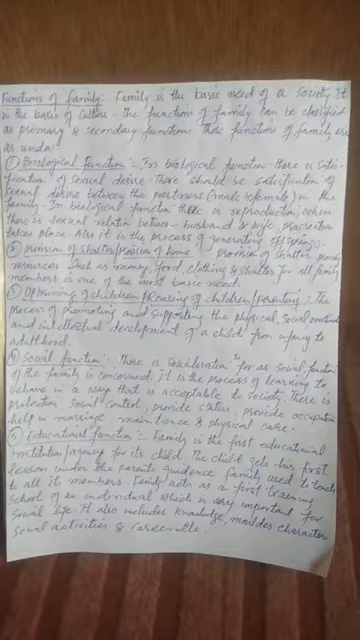 Functions of family:- Family is the basic need of a society. It
is the basis of culture. The functions of family can be classified
as primary & secondary functions. These functions of family are
as under:
① Biological function:- In biological function there is satis-
fication of sexual desire. There should be satisfication of
sexual desire between the partners (male & female) in the
family. In biological function there is reproduction, when
there is sexual relation between husband & wife, procreation
takes place. Also it is the process of generating offspring.
② provision of shelter/provision of home:- Provision of shelter
resources such as money, food, clothing & shelter for all family
members is one of the most basic need.
③ Upbringing of children/Rearing of children/parenting:- The
process of promoting and supporting the physical, social emotional
and intellectual development of a child from infancy to
adulthood.
④ Social function:- There is for as social function
of the family is concerned. It is the process of learning to
behave in a way that is acceptable to society. There is
protection, social control, provide status, provide occupation
help in marriage, & physical care.
⑤ Educational function:- Family is the first educational
institution/agency for its child. The child gets his first
lesson under the parents guidence. Family used to teach
to all its members. Family acts as a first training
school of an individual which is very important for
social life. It also includes knowledge, character
social activities & career etc.